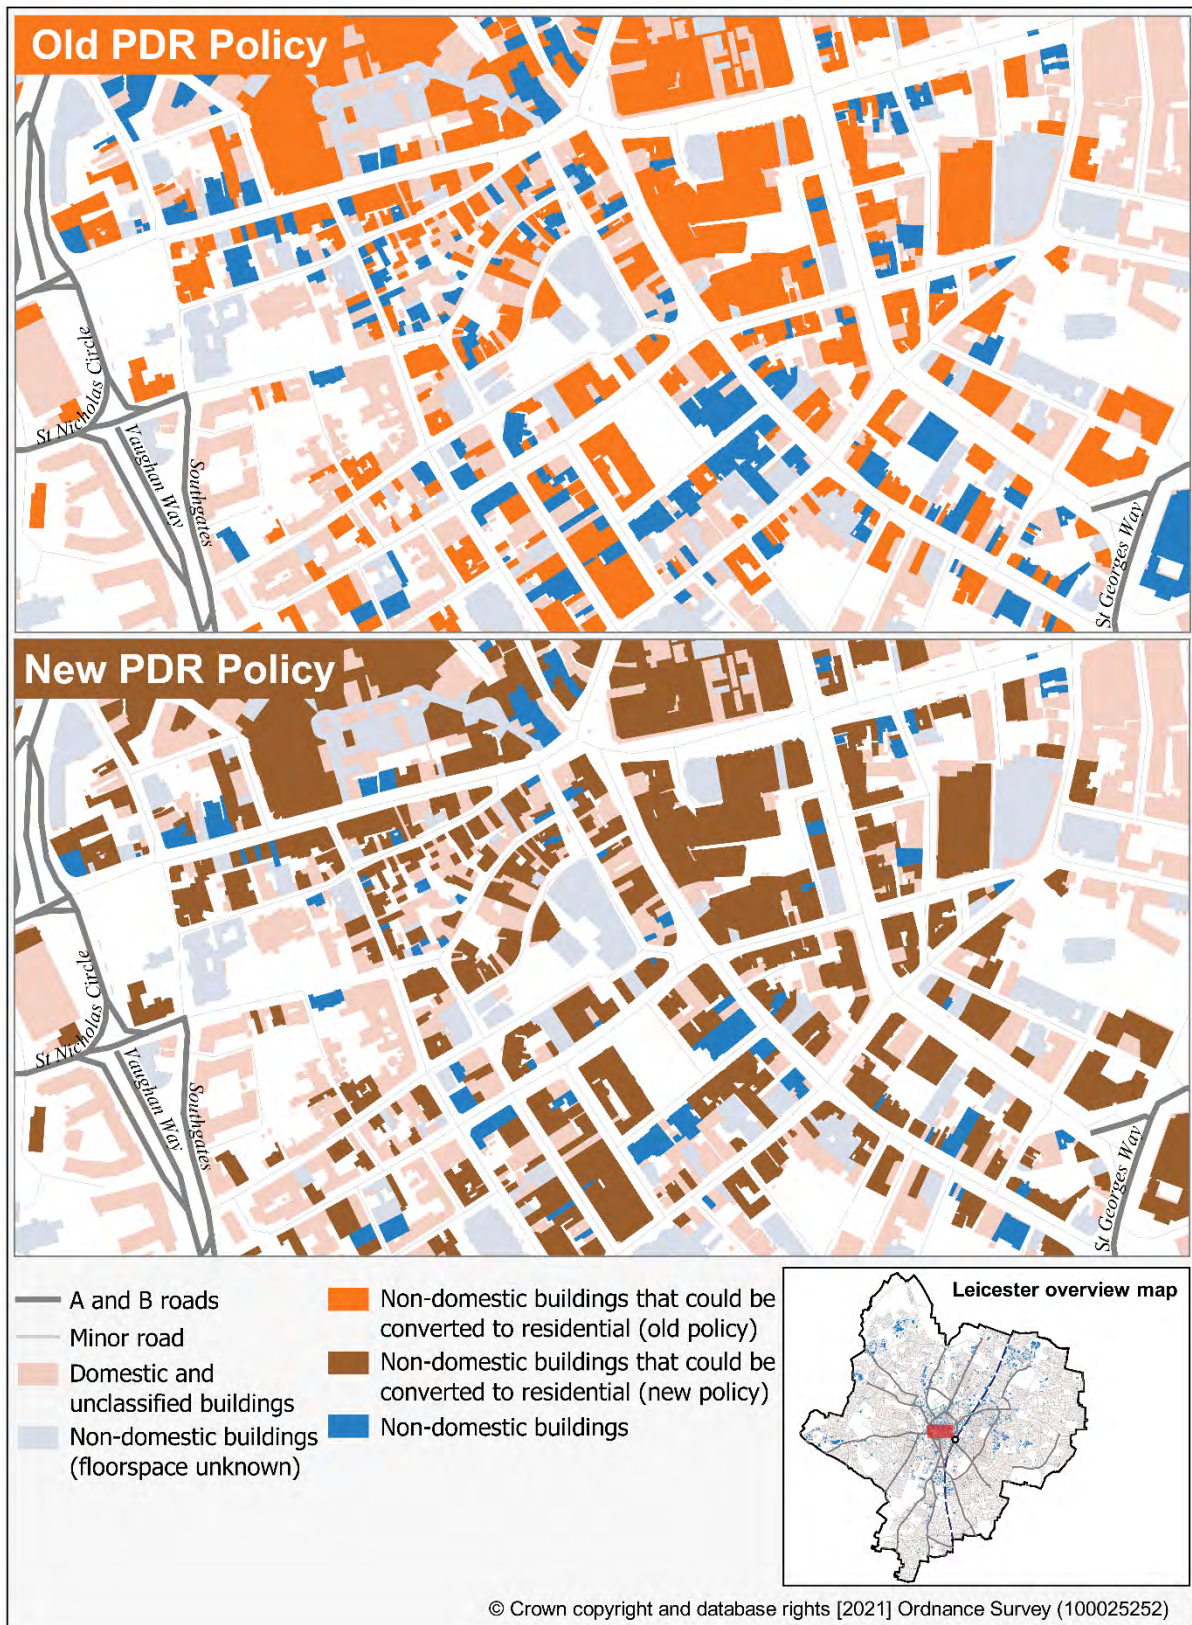 Old PDR Policy
St Nicholas Circle
Vaughan Way
Southgates
St Georges Way
New PDR Policy
St Nicholas Circle
Vaughan Way
Southgates
St Georges Way
A and B roads
Minor road
Domestic and
unclassified buildings
Non-domestic buildings
(floorspace unknown)
Non-domestic buildings that could be
converted to residential (old policy)
Non-domestic buildings that could be
converted to residential (new policy)
Non-domestic buildings
Leicester overview map
© Crown copyright and database rights [2021] Ordnance Survey (100025252)